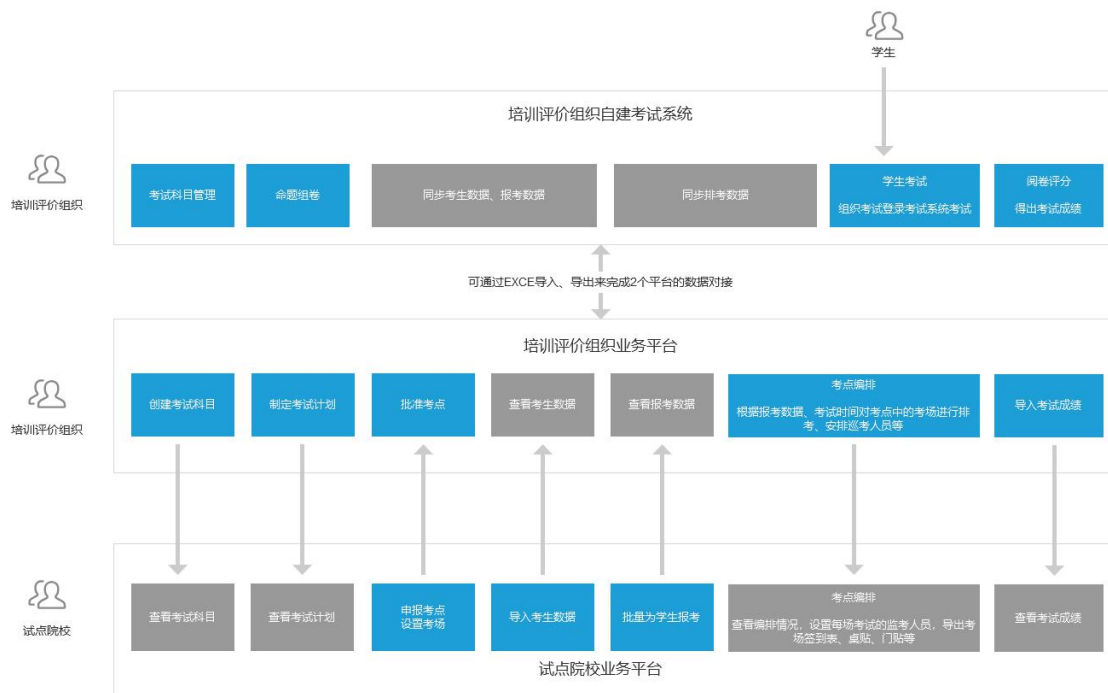 学生
培训评价组织自建考试系统
培训评价组织
考试科目管理
命题组卷
同步考生数据、报考数据
同步排考数据
学生考试
组织考试登录考试系统考试
阅卷评分
得出考试成绩
可通过EXCE导入、导出来完成2个平台的数据对接
培训评价组织业务平台
培训评价组织
创建考试科目
制定考试计划
批准考点
查看考生数据
查看报考数据
考点编排
根据报考数据、考试时间对考点中的考场进行排
考、安排巡考人员等
导入考试成绩
试点院校
查看考试科目
查看考试计划
申报考点
设置考场
导入考生数据
批量为学生报考
考点编排
查看编排情况，设置每场考试的监考人员，导出考
场签到表、桌贴、门贴等
查看考试成绩
试点院校业务平台